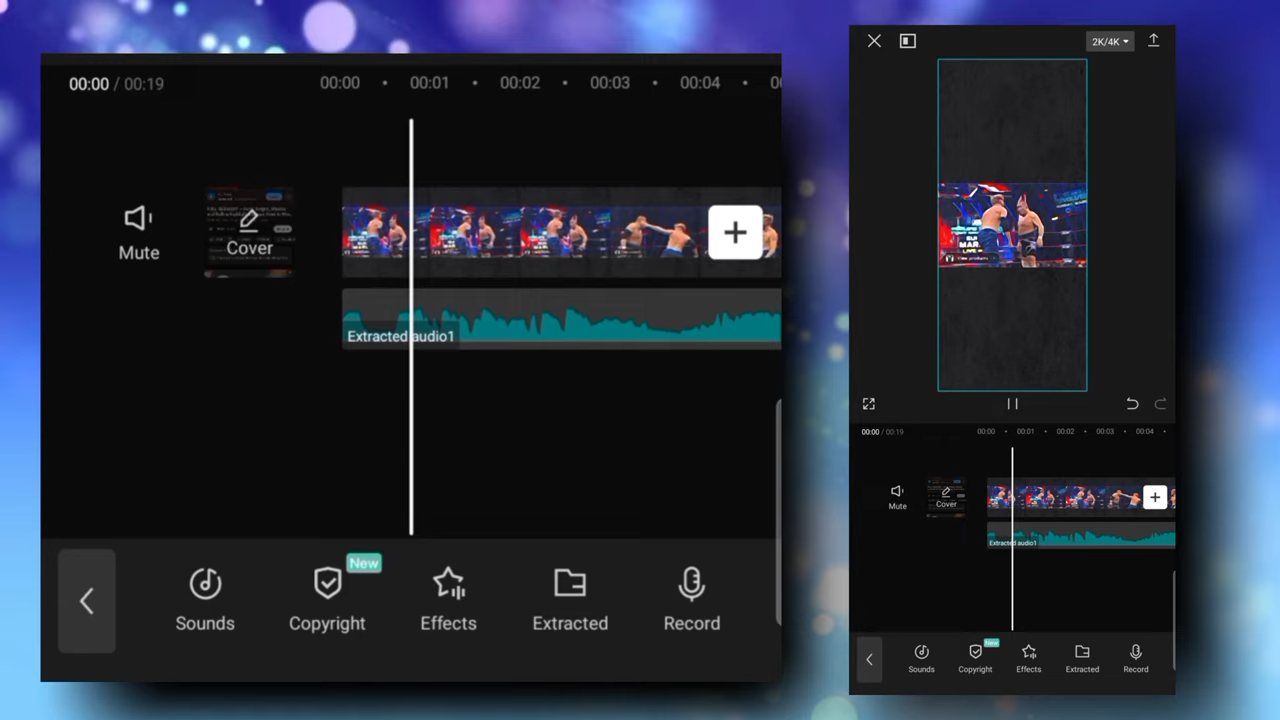 00:00 / 00:19
00:00
00:01
00:02
00:03
00:04
Mute
Cover
Extracted audio1
New
Sounds
Copyright
Effects
Extracted
Record
2K/4K
00:00 / 00:19
00:00
00:01
00:02
00:03
00:04
Mute
Cover
Extracted audio1
New
Sounds
Copyright
Effects
Extracted
Record